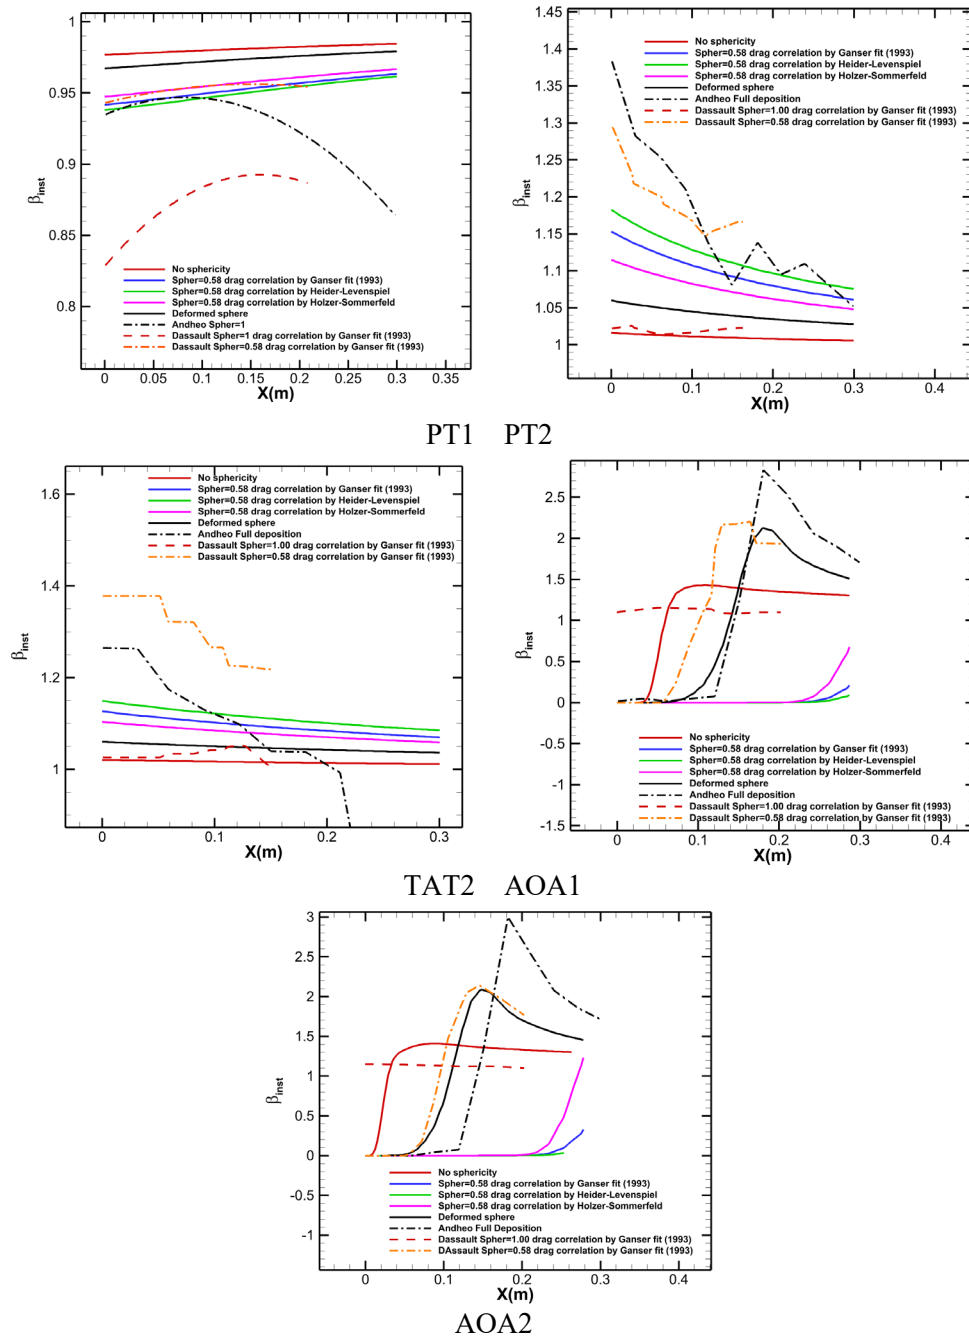 1
0.95
0.9
0.85
0.8
βinst
0 0.05 0.1 0.15 0.2 0.25 0.3 0.35
X(m)
No sphericity
Spher=0.58 drag correlation by Ganser fit (1993)
Spher=0.58 drag correlation by Heider-Levenspiel
Spher=0.58 drag correlation by Holzer-Sommerfeld
Deformed sphere
Andheo Spher=1
Dassault Spher=1 drag correlation by Ganser fit (1993)
Dassault Spher=0.58 drag correlation by Ganser fit (1993)
1.45
1.4
1.35
1.3
1.25
1.2
1.15
1.1
1.05
1
βinst
0 0.1 0.2 0.3 0.4
X(m)
No sphericity
Spher=0.58 drag correlation by Ganser fit (1993)
Spher=0.58 drag correlation by Heider-Levenspiel
Spher=0.58 drag correlation by Holzer-Sommerfeld
Deformed sphere
Andheo Full deposition
Dassault Spher=1.00 drag correlation by Ganser fit (1993)
Dassault Spher=0.58 drag correlation by Ganser fit (1993)
PT1 PT2
1.6
1.4
1.2
1
βinst
0 0.1 0.2 0.3
X(m)
No sphericity
Spher=0.58 drag correlation by Ganser fit (1993)
Spher=0.58 drag correlation by Heider-Levenspiel
Spher=0.58 drag correlation by Holzer-Sommerfeld
Deformed sphere
Andheo Full deposition
Dassault Spher=1.00 drag correlation by Ganser fit (1993)
Dassault Spher=0.58 drag correlation by Ganser fit (1993)
2.5
2
1.5
1
0.5
0
-0.5
-1
-1.5
βinst
0 0.1 0.2 0.3 0.4
X(m)
No sphericity
Spher=0.58 drag correlation by Ganser fit (1993)
Spher=0.58 drag correlation by Heider-Levenspiel
Spher=0.58 drag correlation by Holzer-Sommerfeld
Deformed sphere
Andheo Full deposition
Dassault Spher=1.00 drag correlation by Ganser fit (1993)
Dassault Spher=0.58 drag correlation by Ganser fit (1993)
TAT2 AOA1
3
2.5
2
1.5
1
0.5
0
-0.5
-1
βinst
0 0.1 0.2 0.3 0.4
X(m)
No sphericity
Spher=0.58 drag correlation by Ganser fit (1993)
Spher=0.58 drag correlation by Heider-Levenspiel
Spher=0.58 drag correlation by Holzer-Sommerfeld
Deformed sphere
Andheo Full Deposition
Dassault Spher=1.00 drag correlation by Ganser fit (1993)
DAssault Spher=0.58 drag correlation by Ganser fit (1993)
AOA2